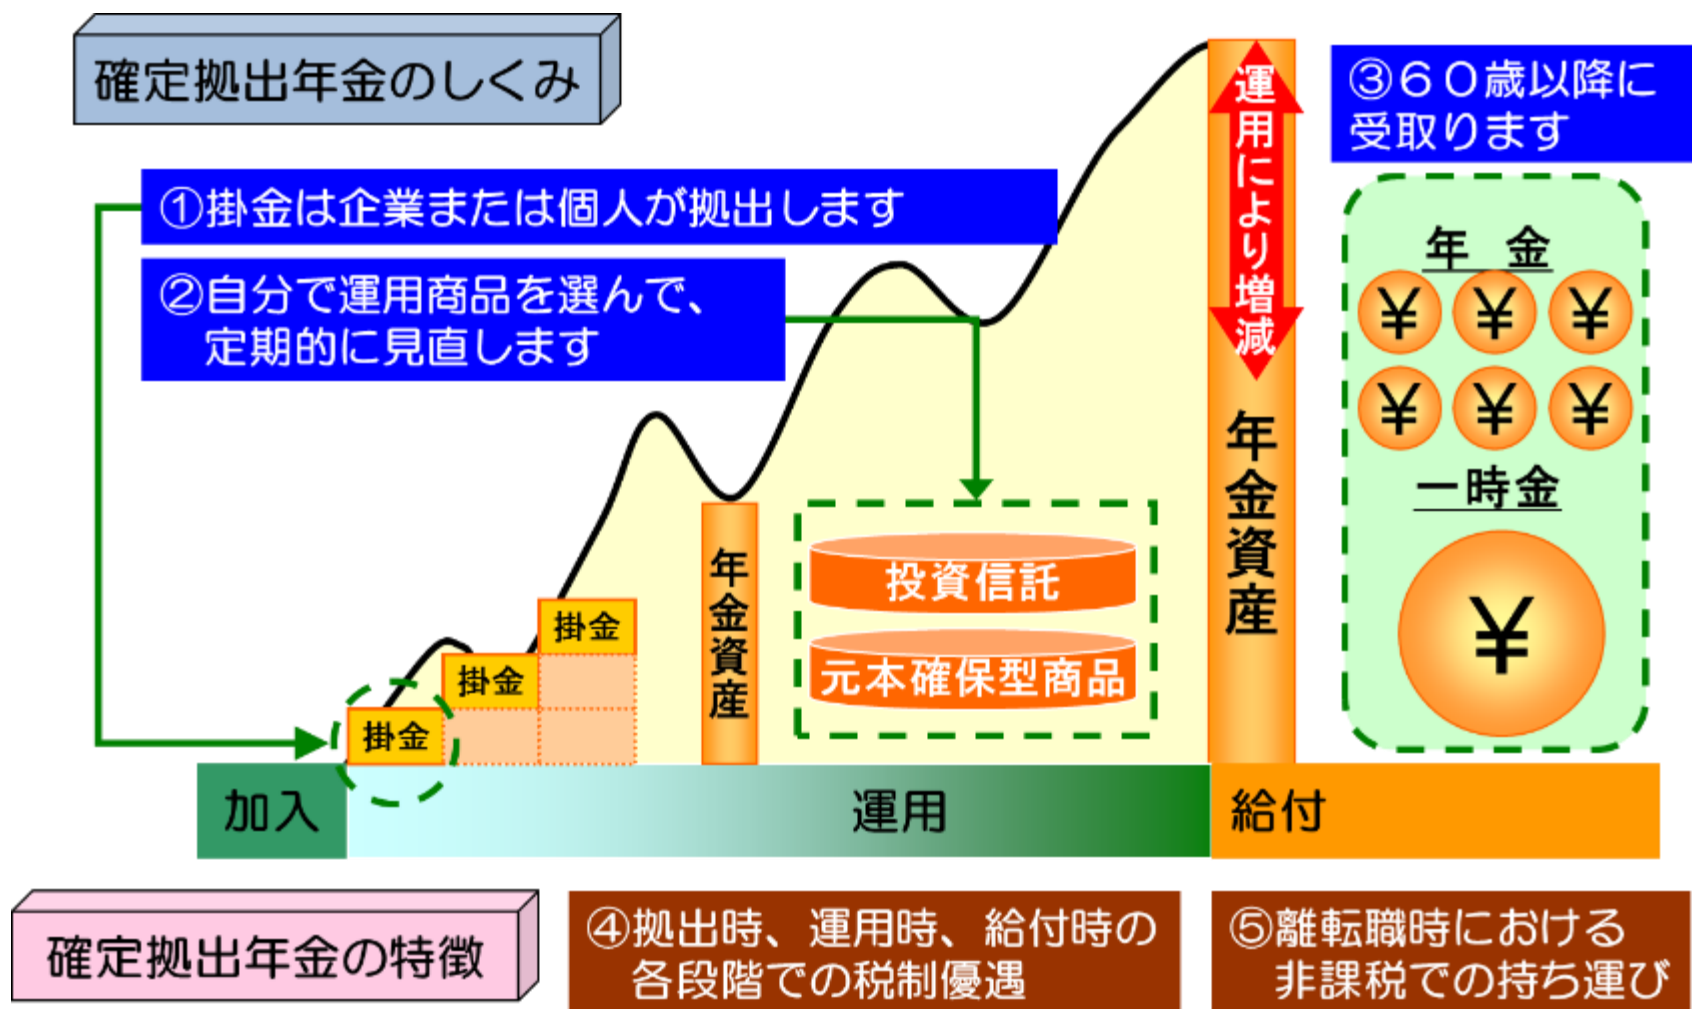 確定拠出年金のしくみ
①掛金は企業または個人が拠出します
②自分で運用商品を選んで、
定期的に見直します
③６０歳以降に
受取ります
運用により増減
年金資産
年 金
¥ ¥ ¥
¥ ¥ ¥
一時金
¥
投資信託
元本確保型商品
年金資産
掛金
掛金
掛金
加入
運用
給付
確定拠出年金の特徴
④拠出時、運用時、給付時の
各段階での税制優遇
⑤離転職時における
非課税での持ち運び